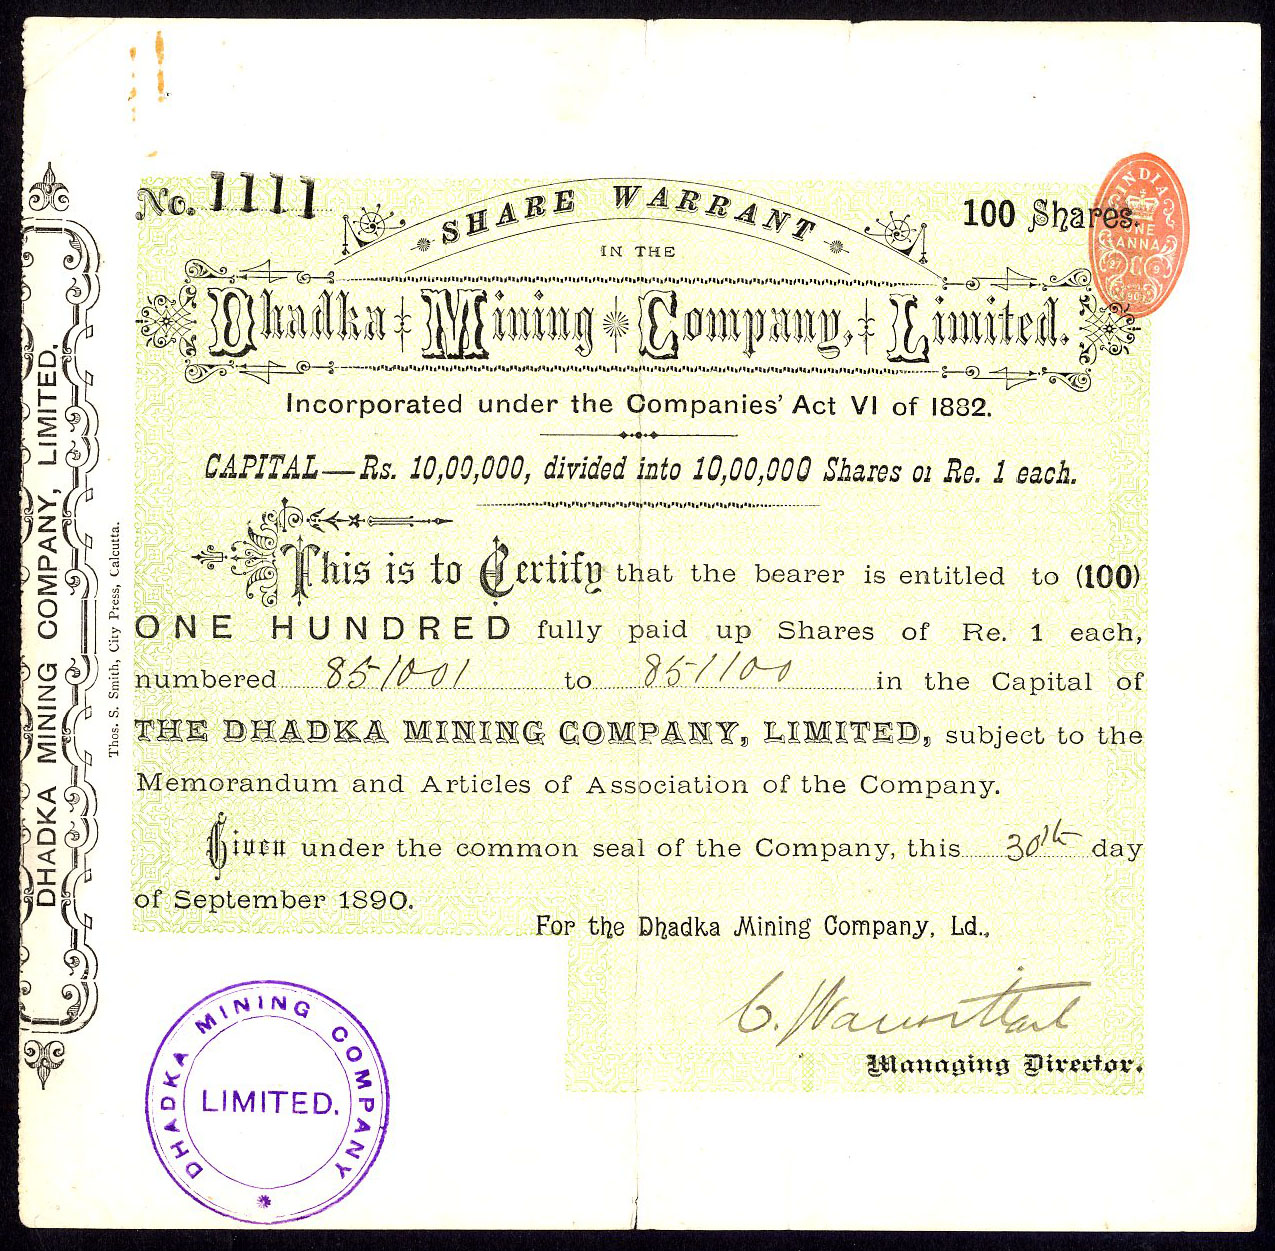 No. 1111
SHARE WARRANT
100 Shares.
IN THE
INDIA
ONE
ANNA
Dhadka Mining Company, Limited.
Incorporated under the Companies' Act VI of 1882.
CAPITAL—Rs. 10,00,000, divided into 10,00,000 Shares of Re. 1 each.
This is to Certify that the bearer is entitled to (100)
ONE HUNDRED fully paid up Shares of Re. 1 each,
numbered 851001 to 851100 in the Capital of
THE DHADKA MINING COMPANY, LIMITED, subject to the
Memorandum and Articles of Association of the Company.
Given under the common seal of the Company, this 30th day
of September 1890.
For the Dhadka Mining Company, Ld.,
C.
Managing Director.
DHADKA MINING COMPANY
LIMITED.
DHADKA MINING COMPANY, LIMITED.
Thos. S. Smith, City Press, Calcutta.